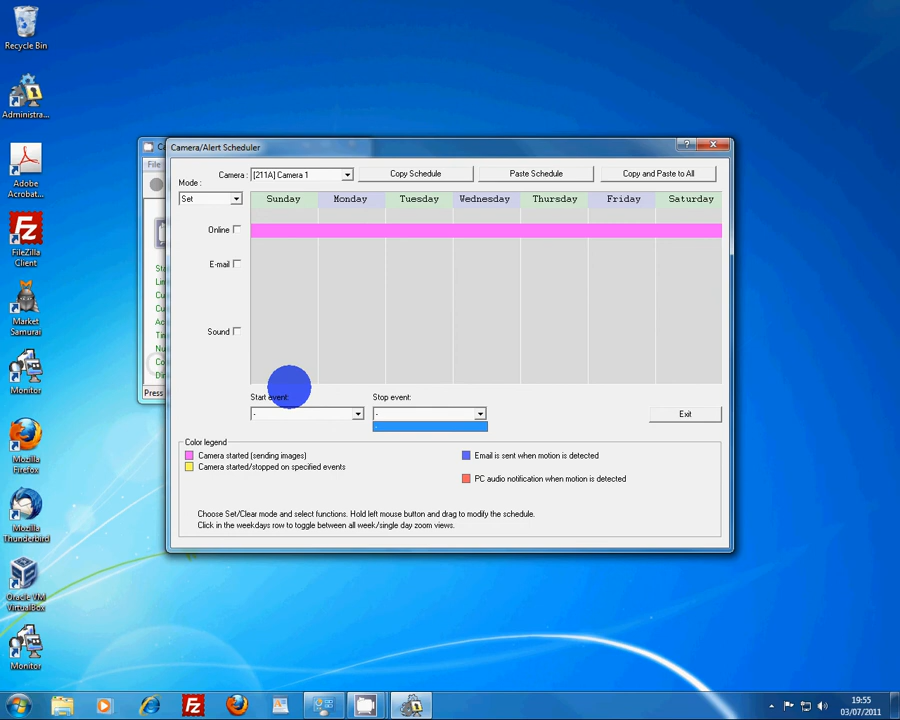 Recycle Bin
Administra...
Adobe
Acrobat...
FileZilla
Client
Market
Samurai
Monitor
Mozilla
Firefox
Mozilla
Thunderbird
Oracle VM
VirtualBox
Monitor
Camera/Alert Scheduler
File
Press
Camera :
[211A] Camera 1
Copy Schedule
Paste Schedule
Copy and Paste to All
Mode :
Set
Sunday Monday Tuesday Wednesday Thursday Friday Saturday
Online
E-mail
Sound
Start event:
Stop event:
-
-
Exit
Color legend
Camera started (sending images)
Camera started/stopped on specified events
Email is sent when motion is detected
PC audio notification when motion is detected
Choose Set/Clear mode and select functions. Hold left mouse button and drag to modify the schedule.
Click in the weekdays row to toggle between all week/single day zoom views.
19:55
03/07/2011